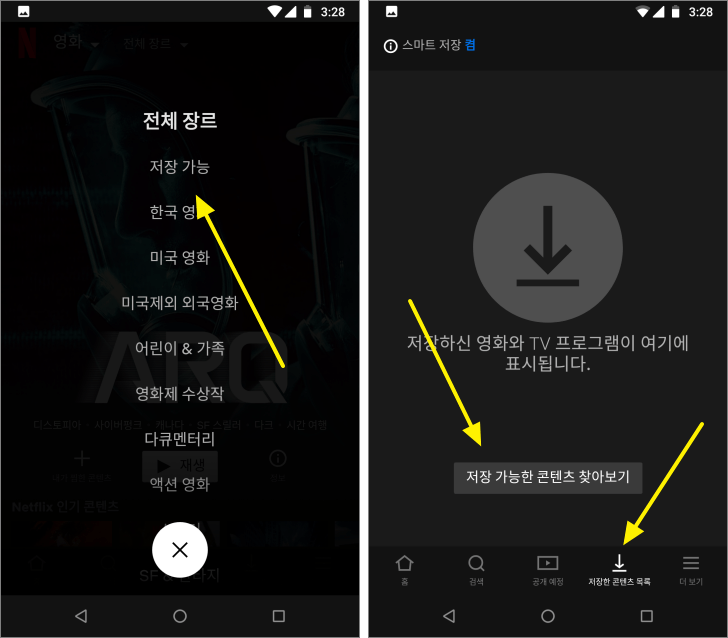 3:28
N
영화
전체 장르
전체 장르
저장 가능
한국 영
미국 영화
미국제외 외국영화
어린이 & 가족
ARQ
영화제 수상작
디스토피아 · 사이버펑크 · 캐나다 · SF 스릴러 · 다크 · 시간 여행
다큐멘터리
재생
액션 영화
Netflix 인기 콘텐츠
SF
3:28
스마트 저장 켬
저장하신 영화와 TV 프로그램이 여기에
표시됩니다.
저장 가능한 콘텐츠 찾아보기
홈
검색
공개 예정
저장한 콘텐츠 목록
더 보기